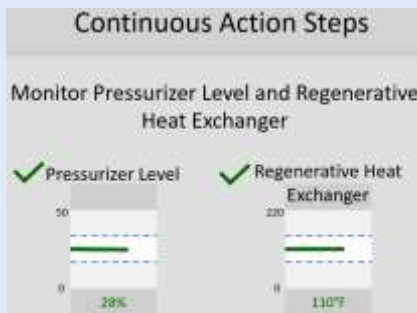 Continuous Action Steps
Monitor Pressurizer Level and Regenerative
Heat Exchanger
Pressurizer Level
Regenerative Heat
Exchanger
50
220
0
0
28%
110°F